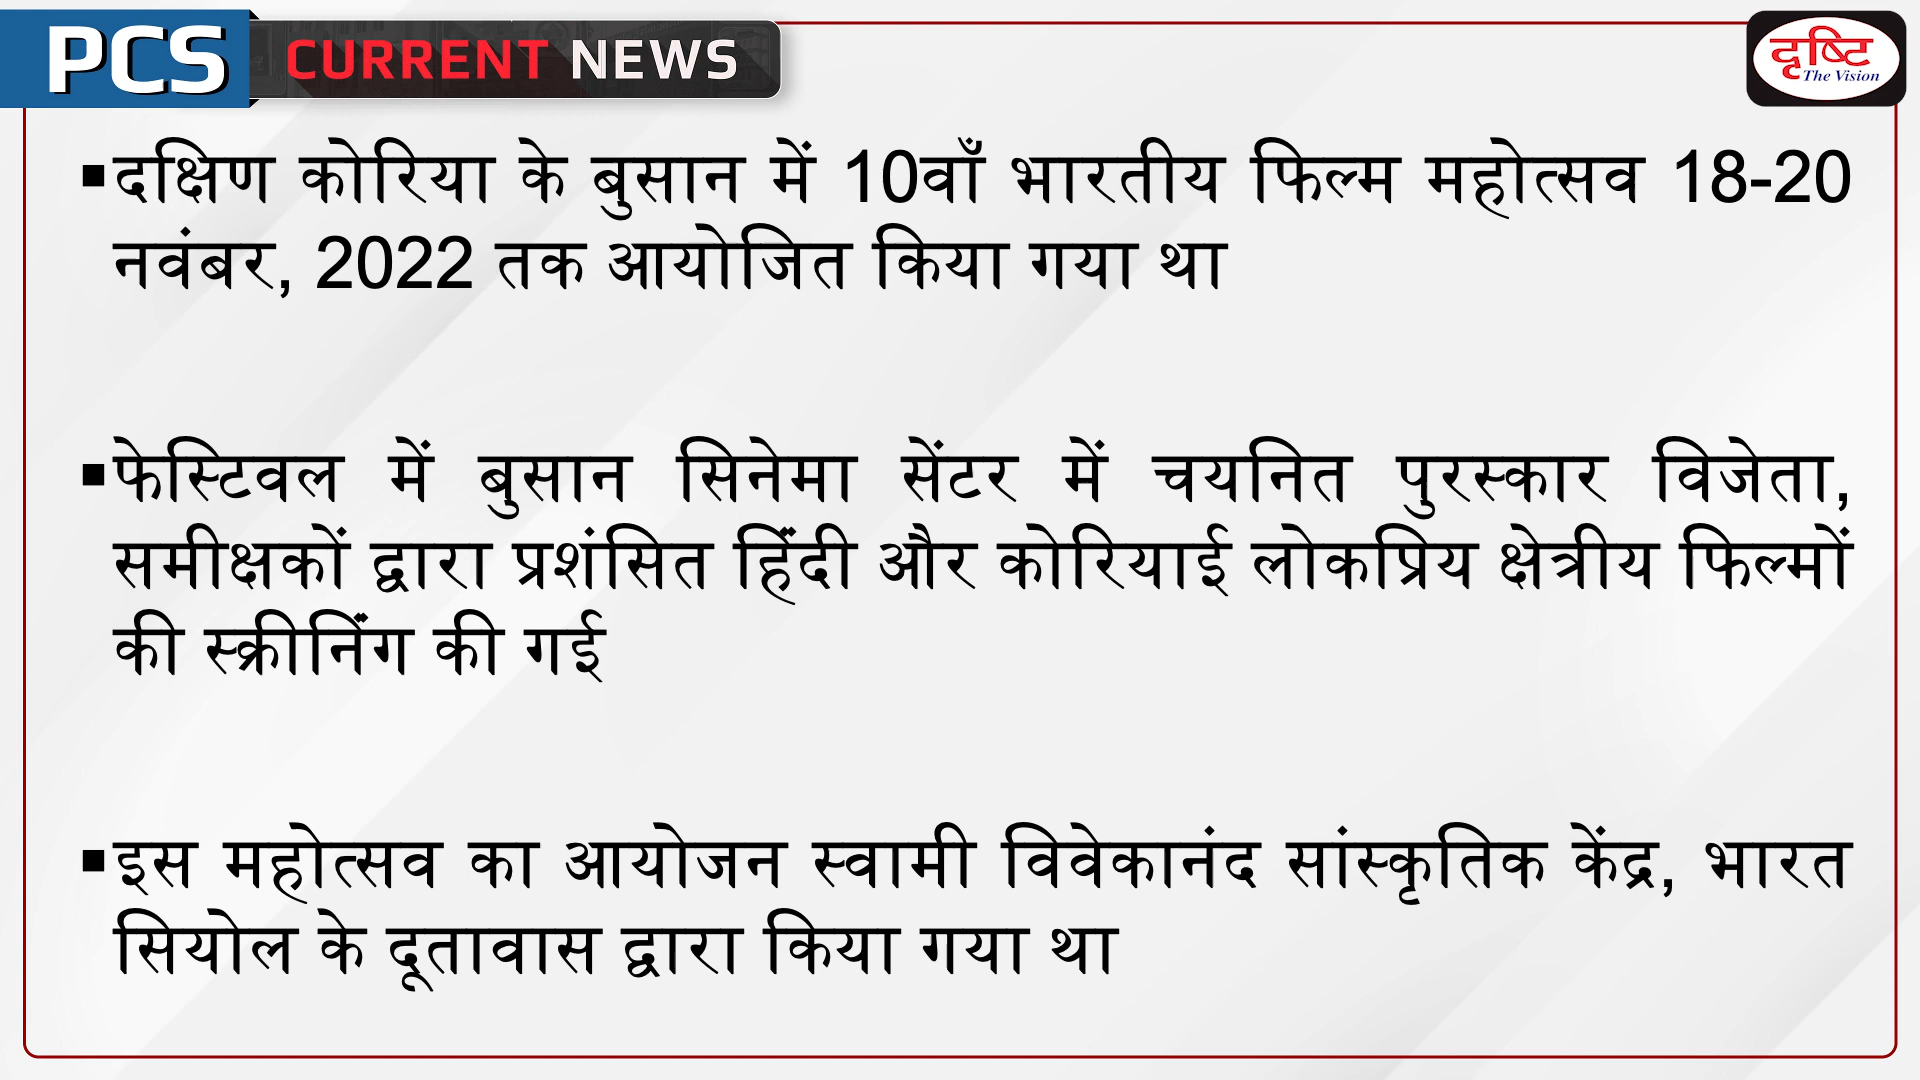 PCS CURRENT NEWS
दृष्टि
The Vision
▪दक्षिण कोरिया के बुसान में 10वाँ भारतीय फिल्म महोत्सव 18-20
नवंबर, 2022 तक आयोजित किया गया था
▪फेस्टिवल में बुसान सिनेमा सेंटर में चयनित पुरस्कार विजेता,
समीक्षकों द्वारा प्रशंसित हिंदी और कोरियाई लोकप्रिय क्षेत्रीय फिल्मों
की स्क्रीनिंग की गई
▪इस महोत्सव का आयोजन स्वामी विवेकानंद सांस्कृतिक केंद्र, भारत
सियोल के दूतावास द्वारा किया गया था